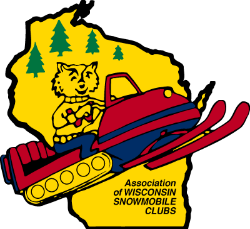 Association
of WISCONSIN
SNOWMOBILE
CLUBS